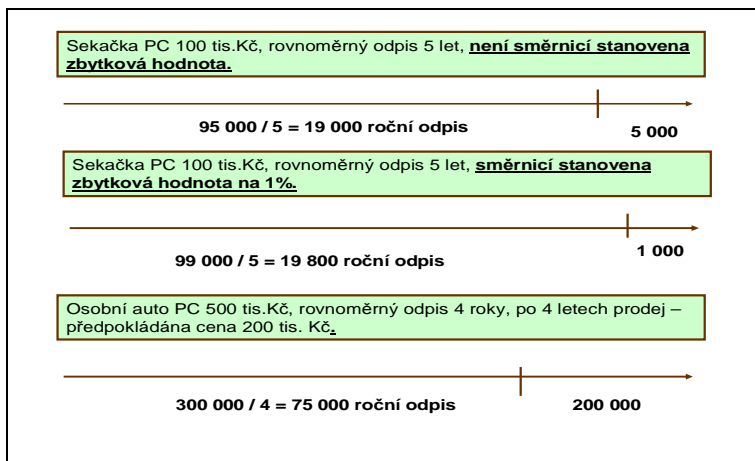 Sekačka PC 100 tis.Kč, rovnoměrný odpis 5 let, není směrnicí stanovena
zbytková hodnota.
95 000 / 5 = 19 000 roční odpis
5 000
Sekačka PC 100 tis.Kč, rovnoměrný odpis 5 let, směrnicí stanovena
zbytková hodnota na 1%.
99 000 / 5 = 19 800 roční odpis
1 000
Osobní auto PC 500 tis.Kč, rovnoměrný odpis 4 roky, po 4 letech prodej –
předpokládána cena 200 tis. Kč.
300 000 / 4 = 75 000 roční odpis
200 000